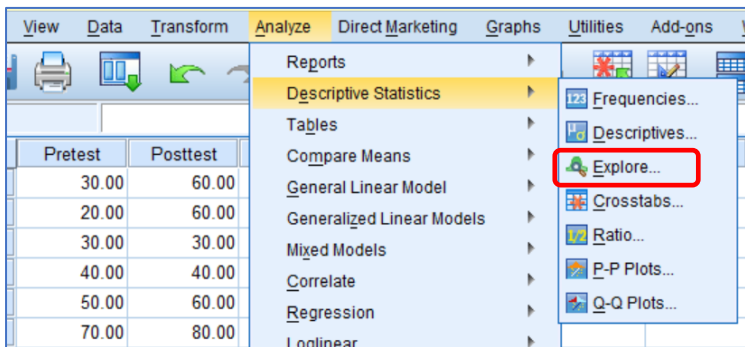 View Data Transform Analyze Direct Marketing Graphs Utilities Add-ons
Reports
Descriptive Statistics
Tables
Compare Means
General Linear Model
Generalized Linear Models
Mixed Models
Correlate
Regression
Loglinear
123 Frequencies...
Descriptives...
Explore...
Crosstabs...
1/2 Ratio...
P-P Plots...
Q-Q Plots...
Pretest Posttest
30.00 60.00
20.00 60.00
30.00 30.00
40.00 40.00
50.00 60.00
70.00 80.00